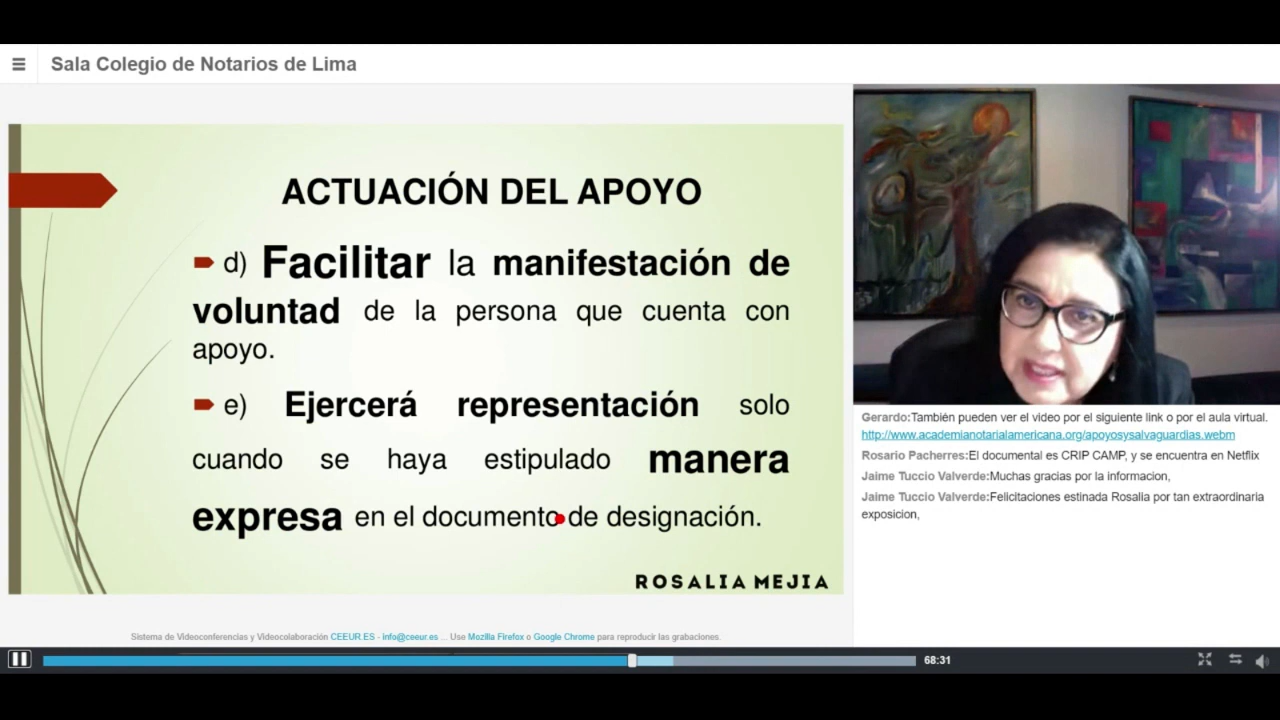 Sala Colegio de Notarios de Lima
ACTUACIÓN DEL APOYO
d) Facilitar la manifestación de
voluntad de la persona que cuenta con
apoyo.
e) Ejercerá representación solo
cuando se haya estipulado manera
expresa en el documento de designación.
ROSALIA MEJIA
Gerardo:También pueden ver el video por el siguiente link o por el aula virtual.
http://www.academianotarialamericana.org/apoyosysalvaguardias.webm
Rosario Pacherres:El documental es CRIP CAMP, y se encuentra en Netflix
Jaime Tuccio Valverde:Muchas gracias por la informacion,
Jaime Tuccio Valverde:Felicitaciones estinada Rosalia por tan extraordinaria
exposicion,
Sistema de Videoconferencias y Videocolaboración CEEUR.ES - info@ceeur.es ... Use Mozilla Firefox o Google Chrome para reproducir las grabaciones.
68:31